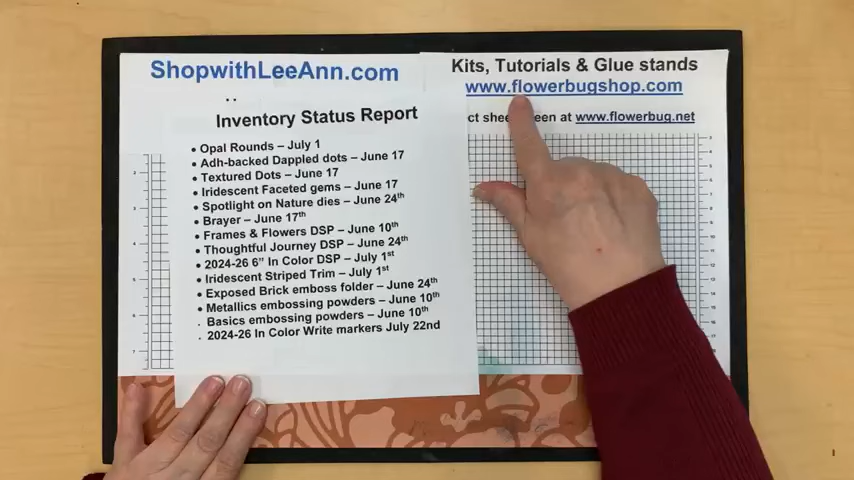 ShopwithLeeAnn.com
Kits, Tutorials & Glue stands
www.flowerbugshop.com
Inventory Status Report
• Opal Rounds – July 1
• Adh-backed Dappled dots – June 17
• Textured Dots – June 17
• Iridescent Faceted gems – June 17
• Spotlight on Nature dies – June 24th
• Brayer – June 17th
• Frames & Flowers DSP – June 10th
• Thoughtful Journey DSP – June 24th
• 2024-26 6” In Color DSP – July 1st
• Iridescent Striped Trim – July 1st
• Exposed Brick emboss folder – June 24th
• Metallics embossing powders – June 10th
. Basics embossing powders – June 10th
. 2024-26 In Color Write markers July 22nd
at www.flowerbug.net